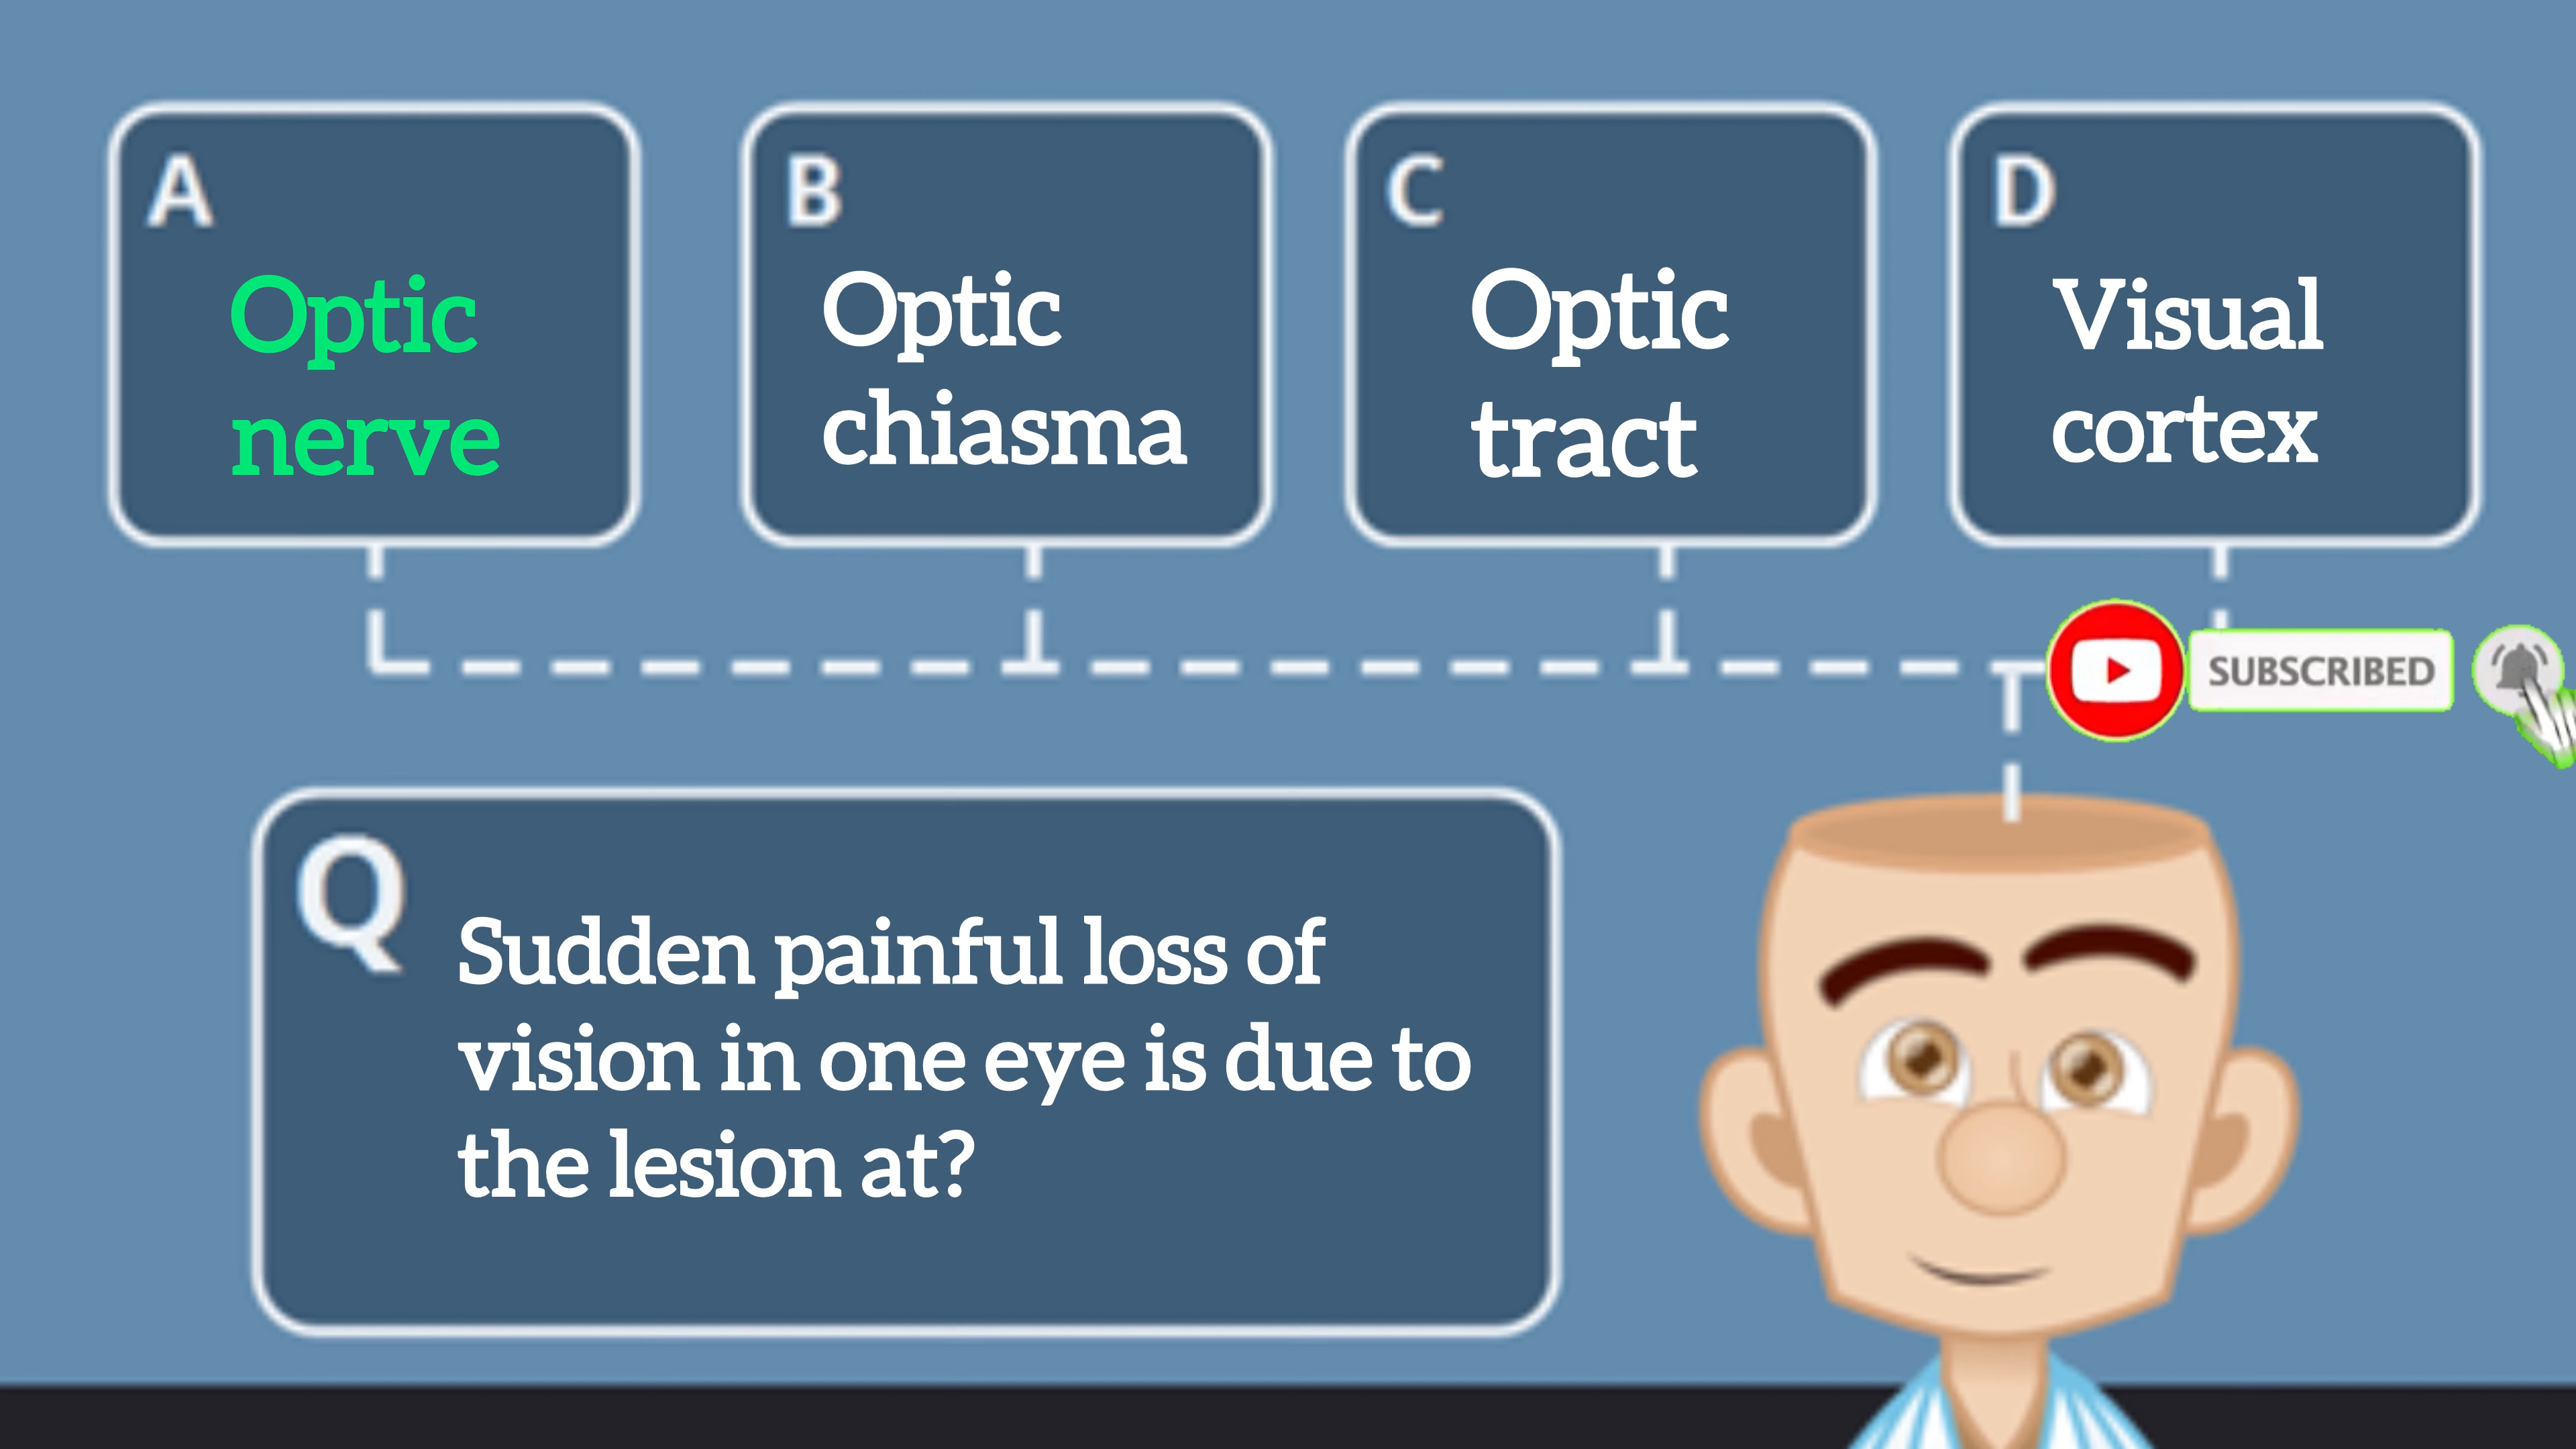 A
Optic
nerve
B
Optic
chiasma
C
Optic
tract
D
Visual
cortex
SUBSCRIBED
Q
Sudden painful loss of
vision in one eye is due to
the lesion at?